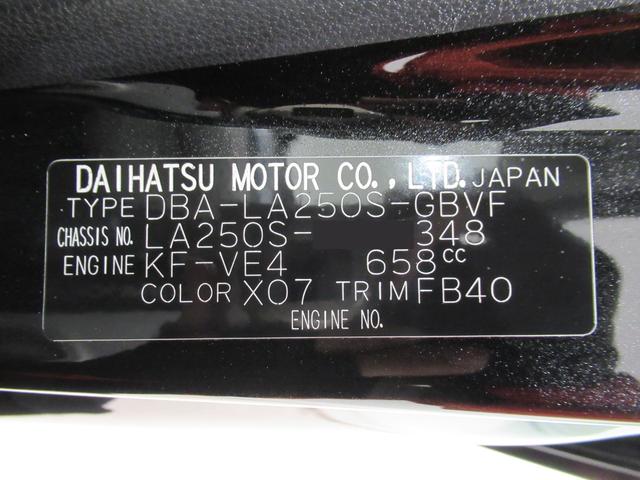 DAIHATSU MOTOR CO., LTD. JAPAN
TYPE DBA-LA250S-GBVF
CHASSIS NO. LA250S- 348
ENGINE KF-VE4 658cc
COLOR X07 TRIM FB40
ENGINE NO.